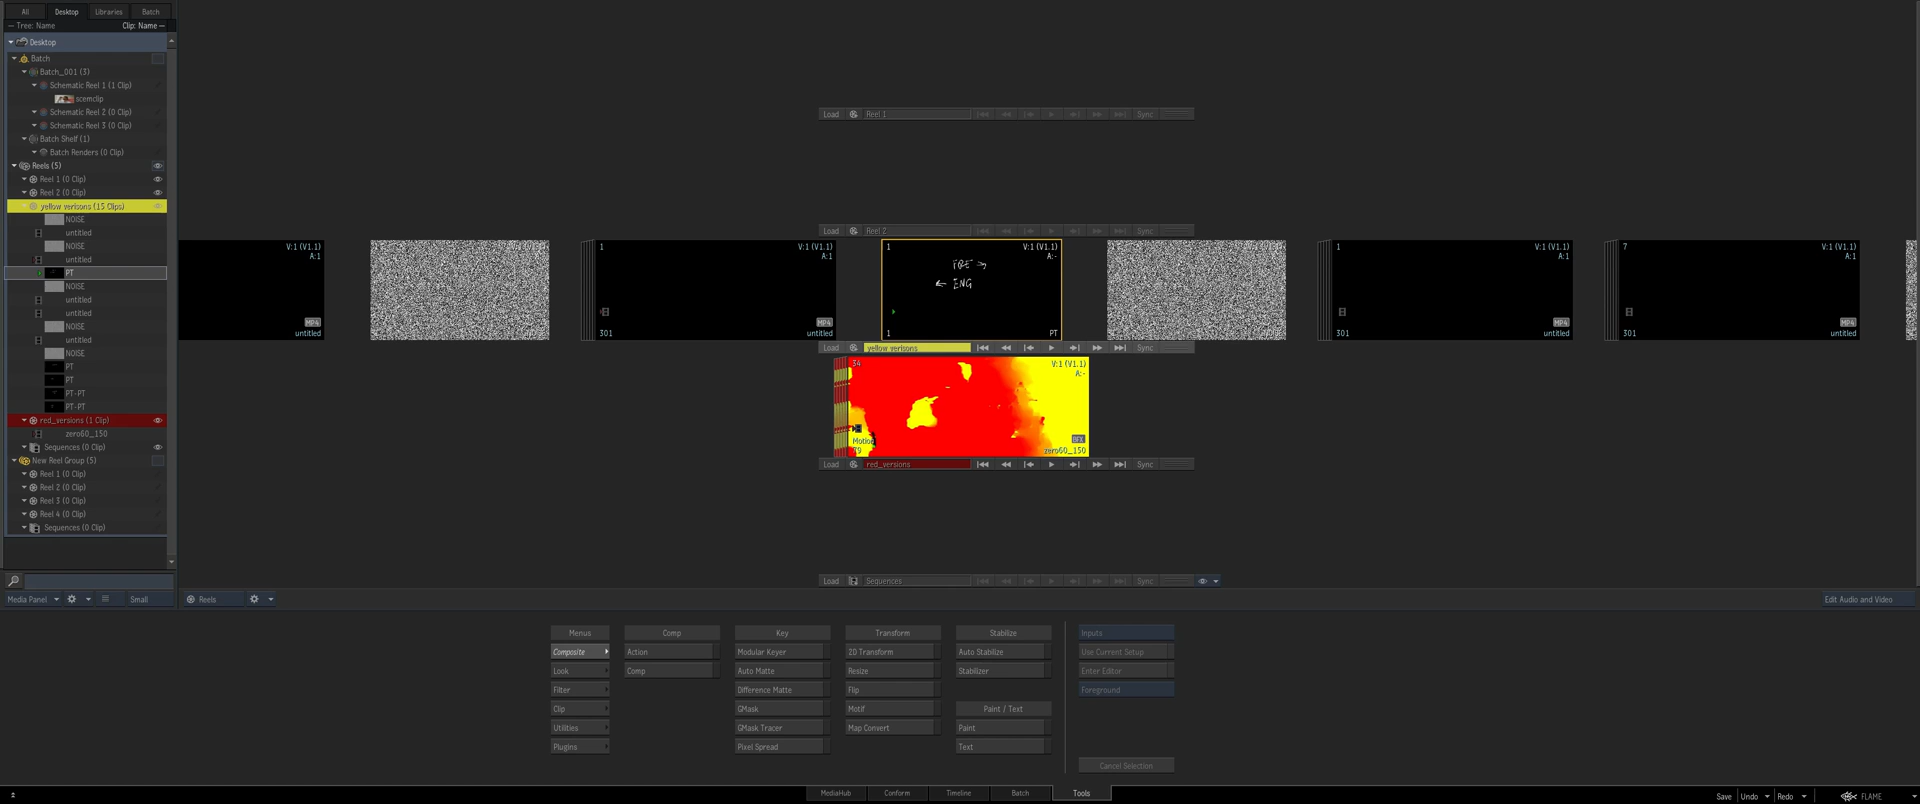 All Desktop Libraries Batch
Tree: Name Clip: Name
Desktop
Batch
Batch_001 (3)
Schematic Reel 1 (1 Clip)
scemclip
Schematic Reel 2 (0 Clip)
Schematic Reel 3 (0 Clip)
Batch Shelf (1)
Batch Renders (0 Clip)
Reels (5)
Reel 1 (0 Clip)
Reel 2 (0 Clip)
yellow verisons (15 Clips)
NOISE
untitled
NOISE
untitled
PT
NOISE
untitled
untitled
NOISE
untitled
NOISE
PT
PT
PT-PT
PT-PT
red_versions (1 Clip)
zero60_150
Sequences (0 Clip)
New Reel Group (5)
Reel 1 (0 Clip)
Reel 2 (0 Clip)
Reel 3 (0 Clip)
Reel 4 (0 Clip)
Sequences (0 Clip)
Media Panel Small
Load Reel 1 Sync
Load Reel 2 Sync
V:1 (V1.1)
A:1
MP4
untitled
1 V:1 (V1.1)
A:1
MP4
301 untitled
1 V:1 (V1.1)
A:-
FRE →
← ENG
1 PT
1 V:1 (V1.1)
A:1
MP4
301 untitled
7 V:1 (V1.1)
A:1
MP4
301 untitled
Load yellow verisons Sync
34 V:1 (V1.1)
A:-
Motion BFX
79 zero60_150
Load red_versions Sync
Load Sequences Sync
Reels Edit Audio and Video
Menus Comp Key Transform Stabilize Inputs
Composite Action Modular Keyer 2D Transform Auto Stabilize Use Current Setup
Look Comp Auto Matte Resize Stabilizer Enter Editor
Filter Difference Matte Flip Foreground
Clip GMask Motif Paint / Text
Utilities GMask Tracer Map Convert Paint
Plugins Pixel Spread Text
Cancel Selection
MediaHub Conform Timeline Batch Tools
Save Undo Redo FLAME